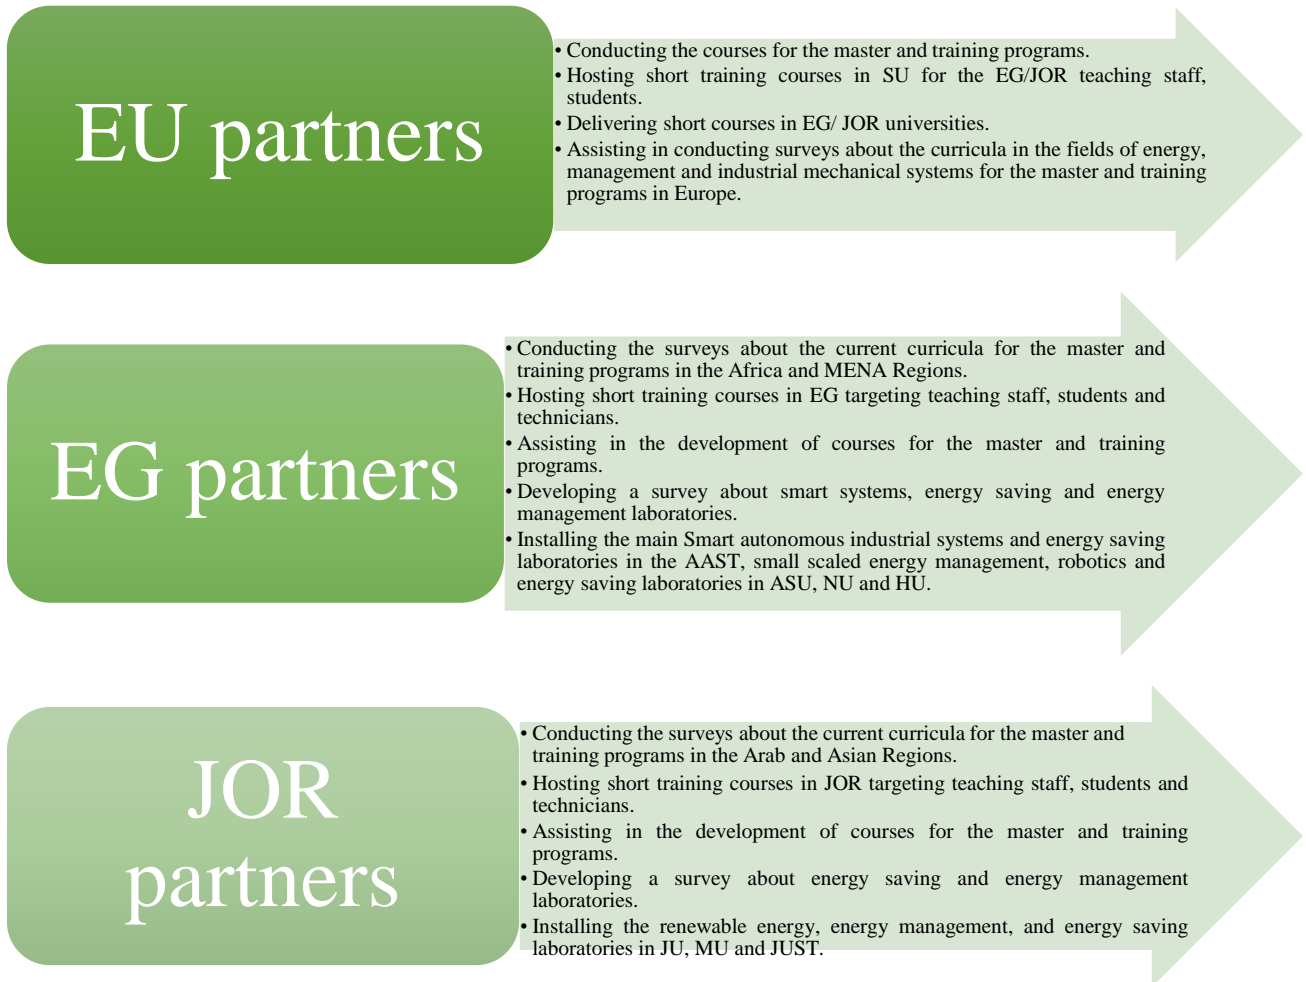 EU partners
• Conducting the courses for the master and training programs.
• Hosting short training courses in SU for the EG/JOR teaching staff,
students.
• Delivering short courses in EG/ JOR universities.
• Assisting in conducting surveys about the curricula in the fields of energy,
management and industrial mechanical systems for the master and training
programs in Europe.
EG partners
• Conducting the surveys about the current curricula for the master and
training programs in the Africa and MENA Regions.
• Hosting short training courses in EG targeting teaching staff, students and
technicians.
• Assisting in the development of courses for the master and training
programs.
• Developing a survey about smart systems, energy saving and energy
management laboratories.
• Installing the main Smart autonomous industrial systems and energy saving
laboratories in the AAST, small scaled energy management, robotics and
energy saving laboratories in ASU, NU and HU.
JOR
partners
• Conducting the surveys about the current curricula for the master and
training programs in the Arab and Asian Regions.
• Hosting short training courses in JOR targeting teaching staff, students and
technicians.
• Assisting in the development of courses for the master and training
programs.
• Developing a survey about energy saving and energy management
laboratories.
• Installing the renewable energy, energy management, and energy saving
laboratories in JU, MU and JUST.